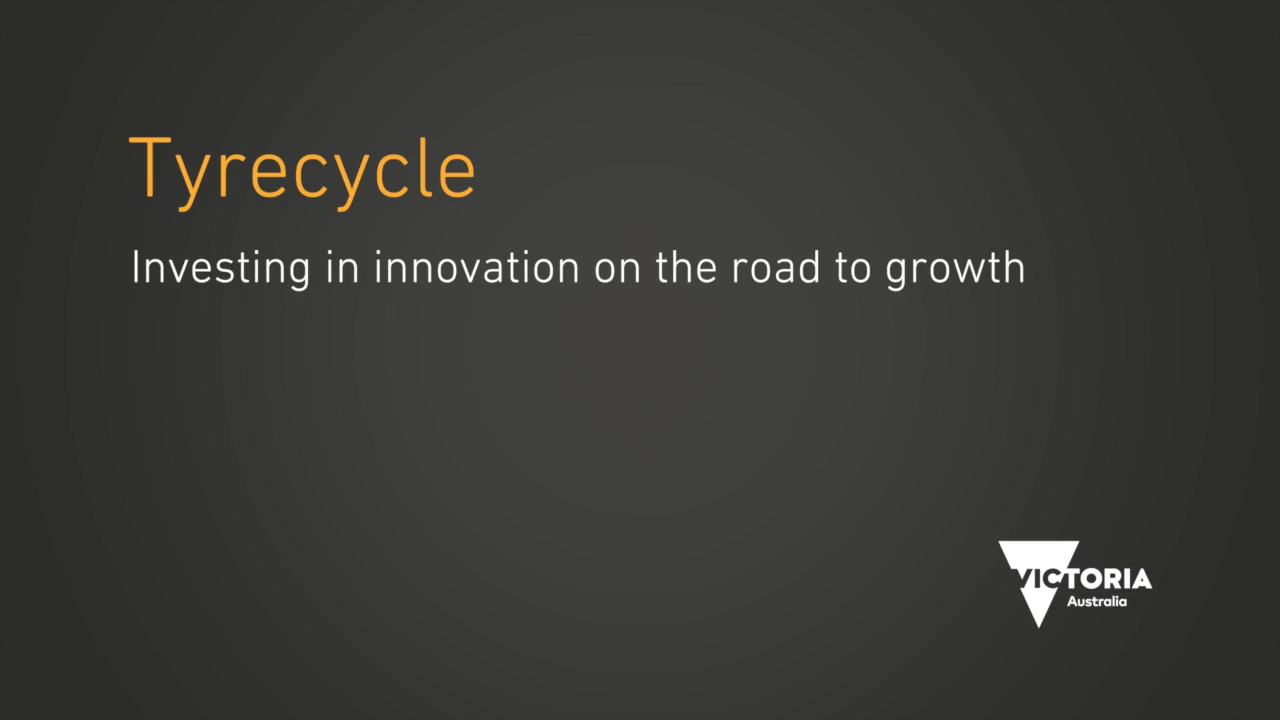 Tyrecycle
Investing in innovation on the road to growth
VICTORIA
Australia